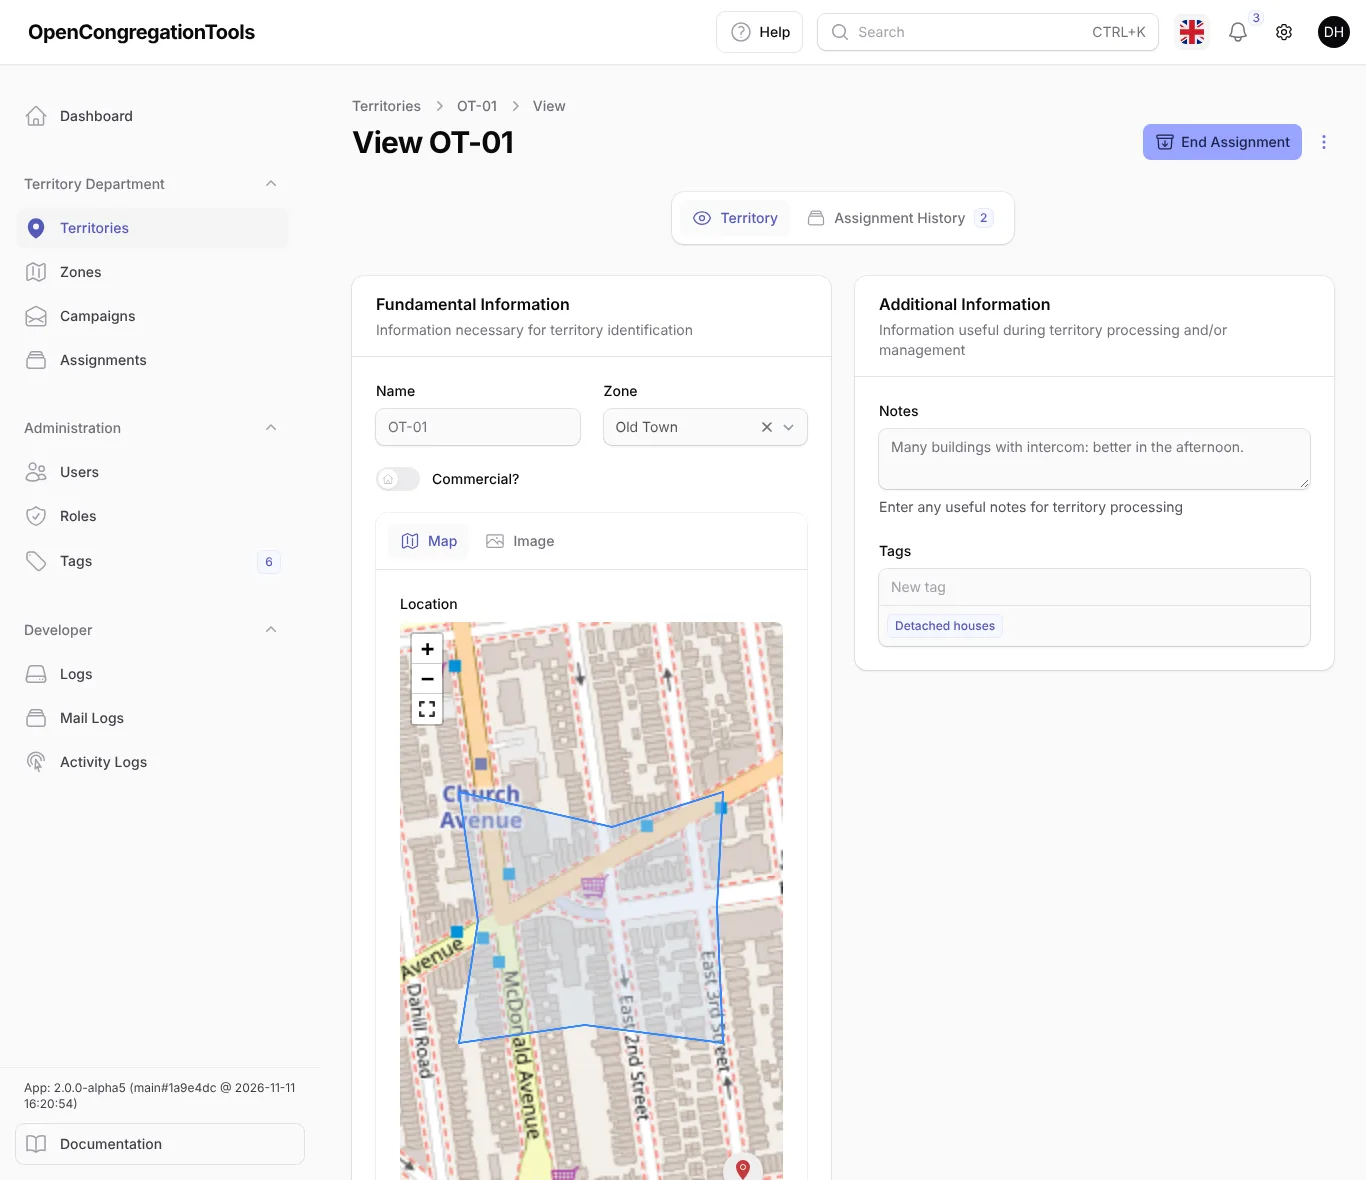 OpenCongregationTools
Help
Search
CTRL+K
3
DH
Dashboard
Territory Department
Territories
Zones
Campaigns
Assignments
Administration
Users
Roles
Tags
6
Developer
Logs
Mail Logs
Activity Logs
App: 2.0.0-alpha5 (main#1a9e4dc @ 2026-11-11
16:20:54)
Documentation
Territories
OT-01
View
View OT-01
End Assignment
Territory
Assignment History
2
Fundamental Information
Information necessary for territory identification
Name
Zone
OT-01
Old Town
Commercial?
Map
Image
Location
+
−
Church
Avenue
Avenue
Dahill Road
McDonald Avenue
East 2nd Street
East 3rd Street
Additional Information
Information useful during territory processing and/or
management
Notes
Many buildings with intercom: better in the afternoon.
Enter any useful notes for territory processing
Tags
New tag
Detached houses